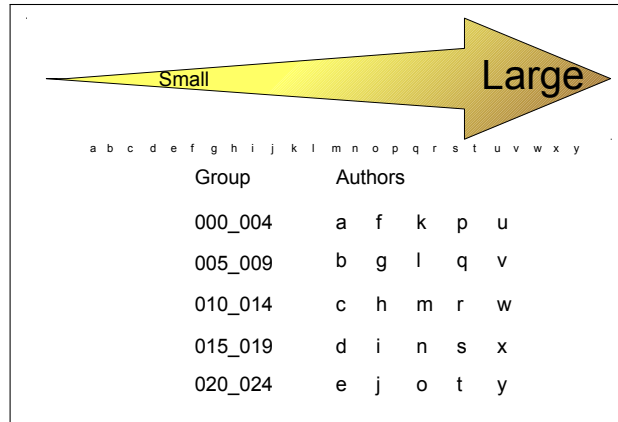 Small Large
a b c d e f g h i j k l m n o p q r s t u v w x y
Group Authors
000_004 a f k p u
005_009 b g l q v
010_014 c h m r w
015_019 d i n s x
020_024 e j o t y